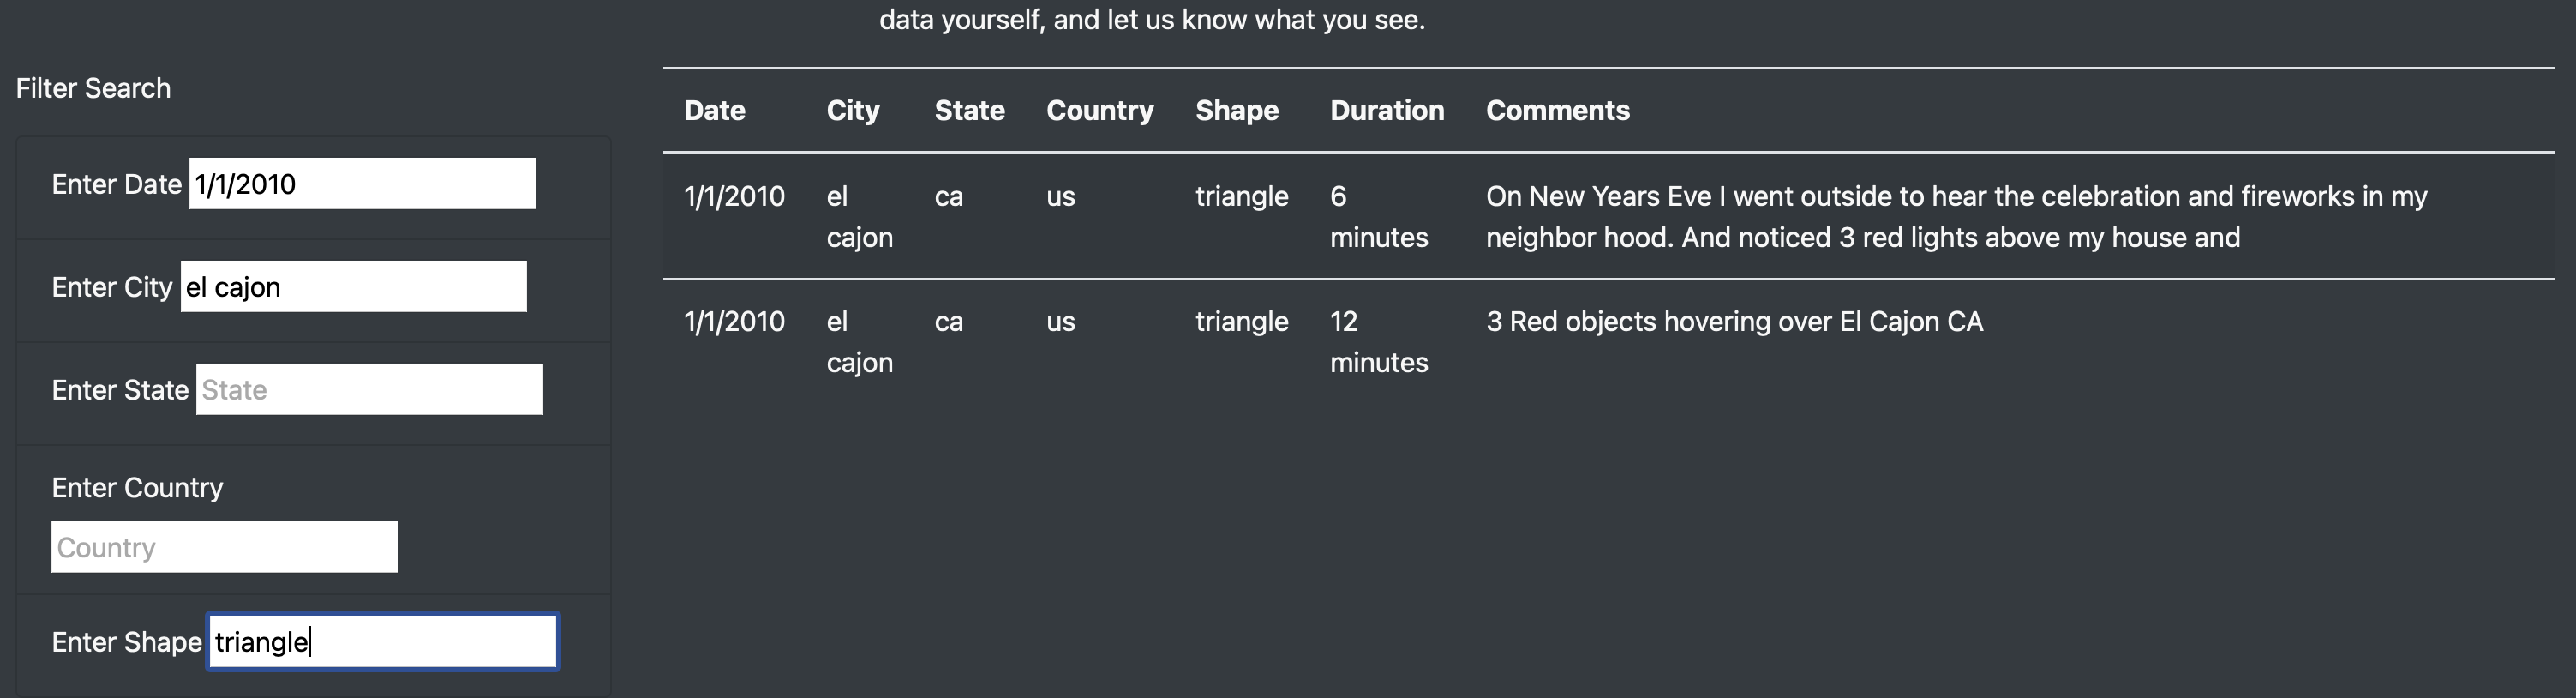 data yourself, and let us know what you see.
Filter Search
Enter Date 1/1/2010
Enter City el cajon
Enter State State
Enter Country
Country
Enter Shape triangle
Date City State Country Shape Duration Comments
1/1/2010 el ca us triangle 6 On New Years Eve I went outside to hear the celebration and fireworks in my
cajon minutes neighbor hood. And noticed 3 red lights above my house and
1/1/2010 el ca us triangle 12 3 Red objects hovering over El Cajon CA
cajon minutes